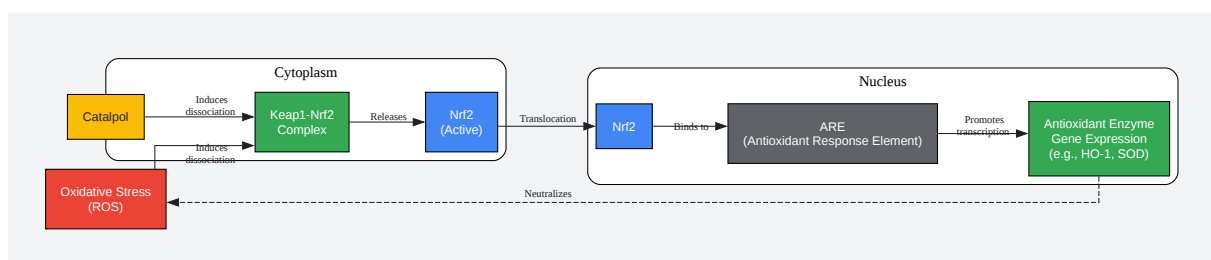 Cytoplasm
Catalpol
Induces
dissociation
Keap1-Nrf2
Complex
Releases
Nrf2
(Active)
Induces
dissociation
Oxidative Stress
(ROS)
Translocation
Nucleus
Nrf2
Binds to
ARE
(Antioxidant Response Element)
Promotes
transcription
Antioxidant Enzyme
Gene Expression
(e.g., HO-1, SOD)
Neutralizes